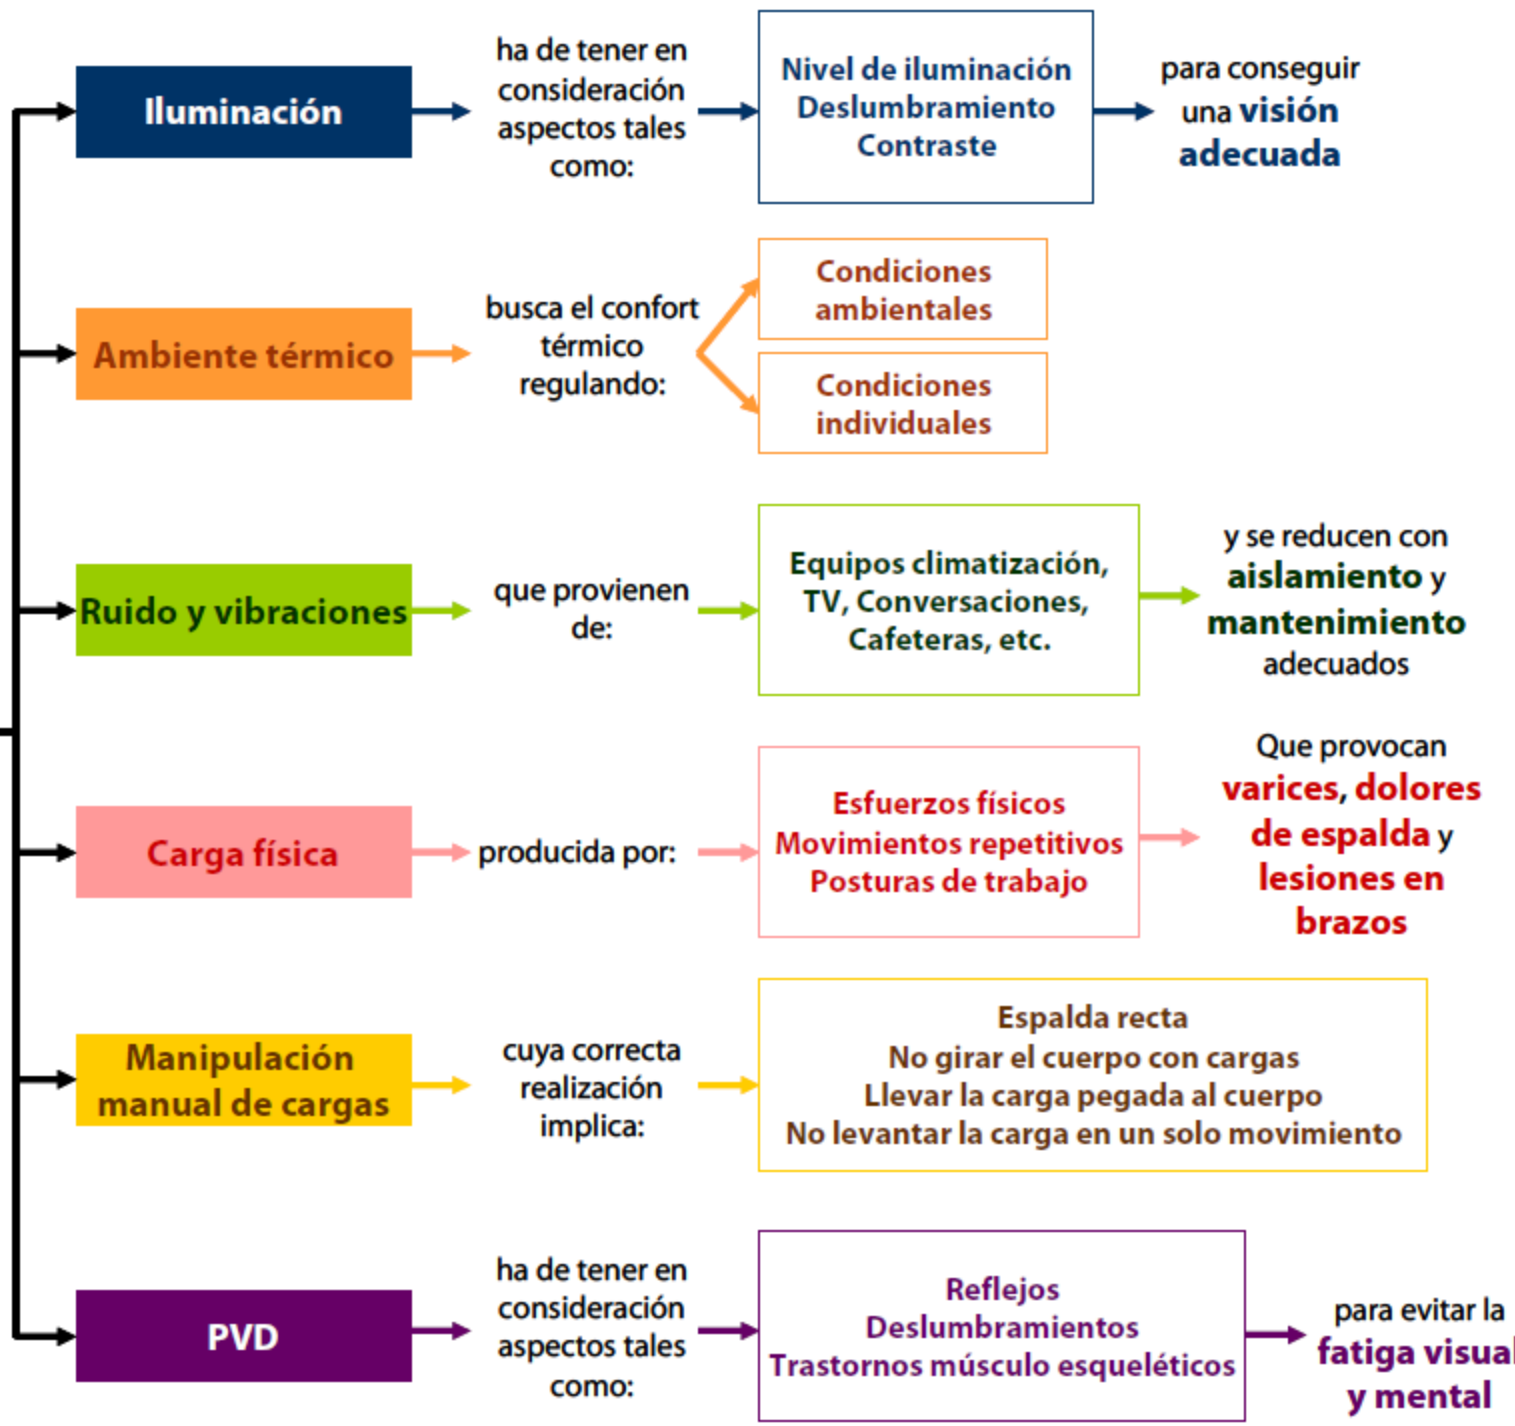 Iluminación
ha de tener en
consideración
aspectos tales
como:
Nivel de iluminación
Deslumbramiento
Contraste
para conseguir
una visión
adecuada
Ambiente térmico
busca el confort
térmico
regulando:
Condiciones
ambientales
Condiciones
individuales
Ruido y vibraciones
que provienen
de:
Equipos climatización,
TV, Conversaciones,
Cafeteras, etc.
y se reducen con
aislamiento y
mantenimiento
adecuados
Carga física
producida por:
Esfuerzos físicos
Movimientos repetitivos
Posturas de trabajo
Que provocan
varices, dolores
de espalda y
lesiones en
brazos
Manipulación
manual de cargas
cuya correcta
realización
implica:
Espalda recta
No girar el cuerpo con cargas
Llevar la carga pegada al cuerpo
No levantar la carga en un solo movimiento
PVD
ha de tener en
consideración
aspectos tales
como:
Reflejos
Deslumbramientos
Trastornos músculo esqueléticos
para evitar la
fatiga visual
y mental